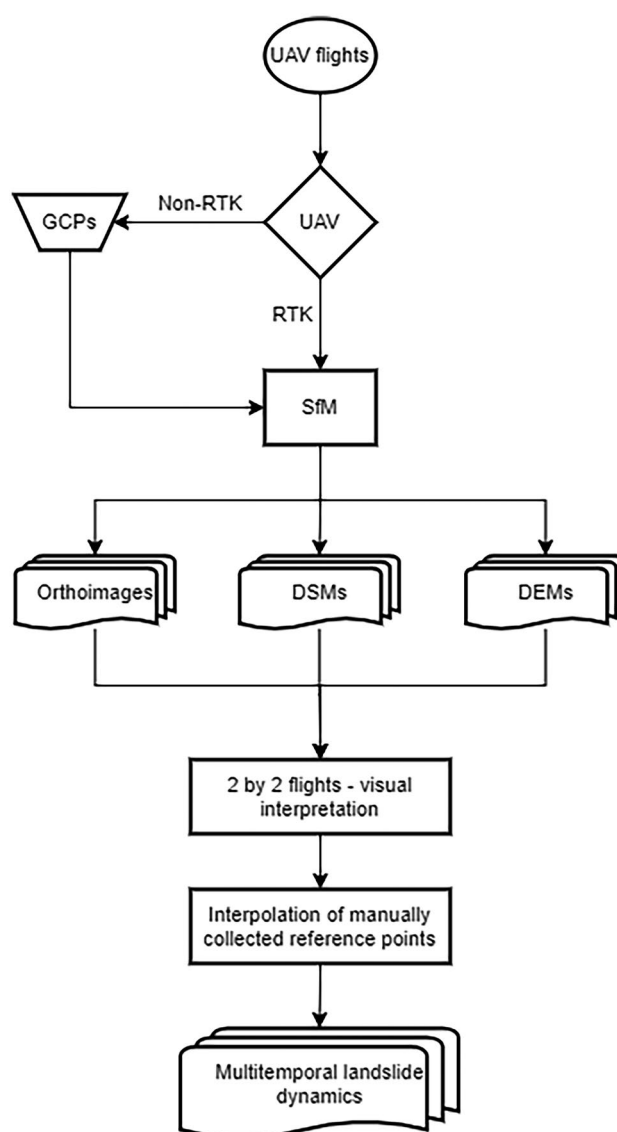 UAV flights
Non-RTK
GCPs
UAV
RTK
SfM
Orthoimages
DSMs
DEMs
2 by 2 flights - visual
interpretation
Interpolation of manually
collected reference points
Multitemporal landslide
dynamics